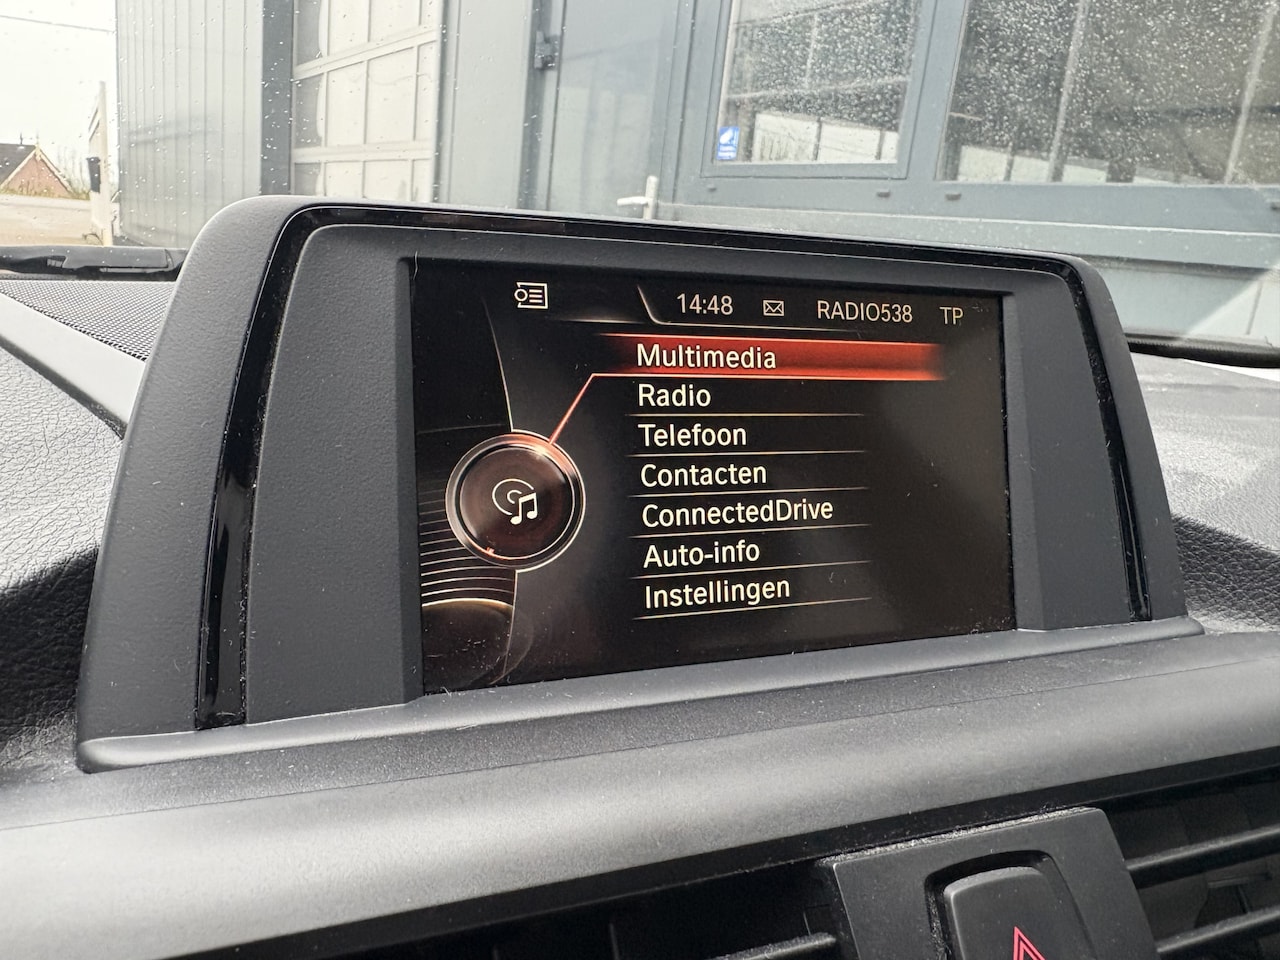 14:48 RADIO538 TP
Multimedia
Radio
Telefoon
Contacten
ConnectedDrive
Auto-info
Instellingen